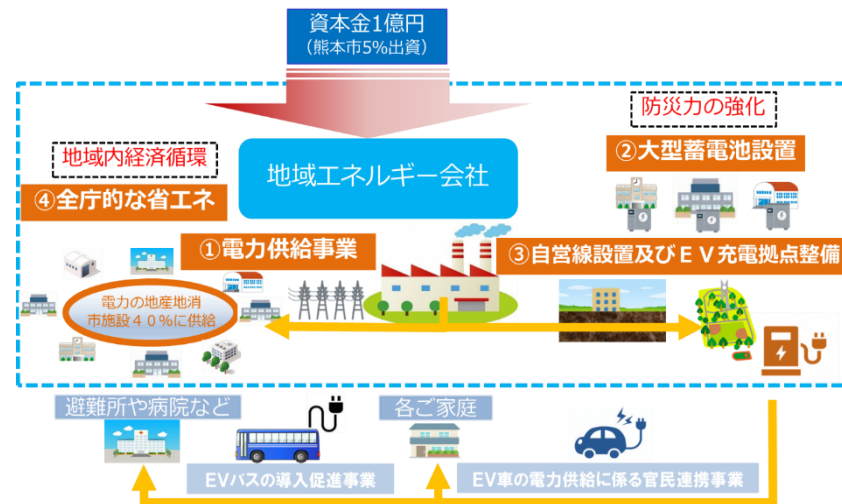 資本金1億円
（熊本市5％出資）
防災力の強化
②大型蓄電池設置
地域内経済循環
地域エネルギー会社
④全庁的な省エネ
①電力供給事業
③自営線設置及びＥＶ充電拠点整備
電力の地産地消
市施設４０％に供給
避難所や病院など
各ご家庭
EVバスの導入促進事業
EV車の電力供給に係る官民連携事業